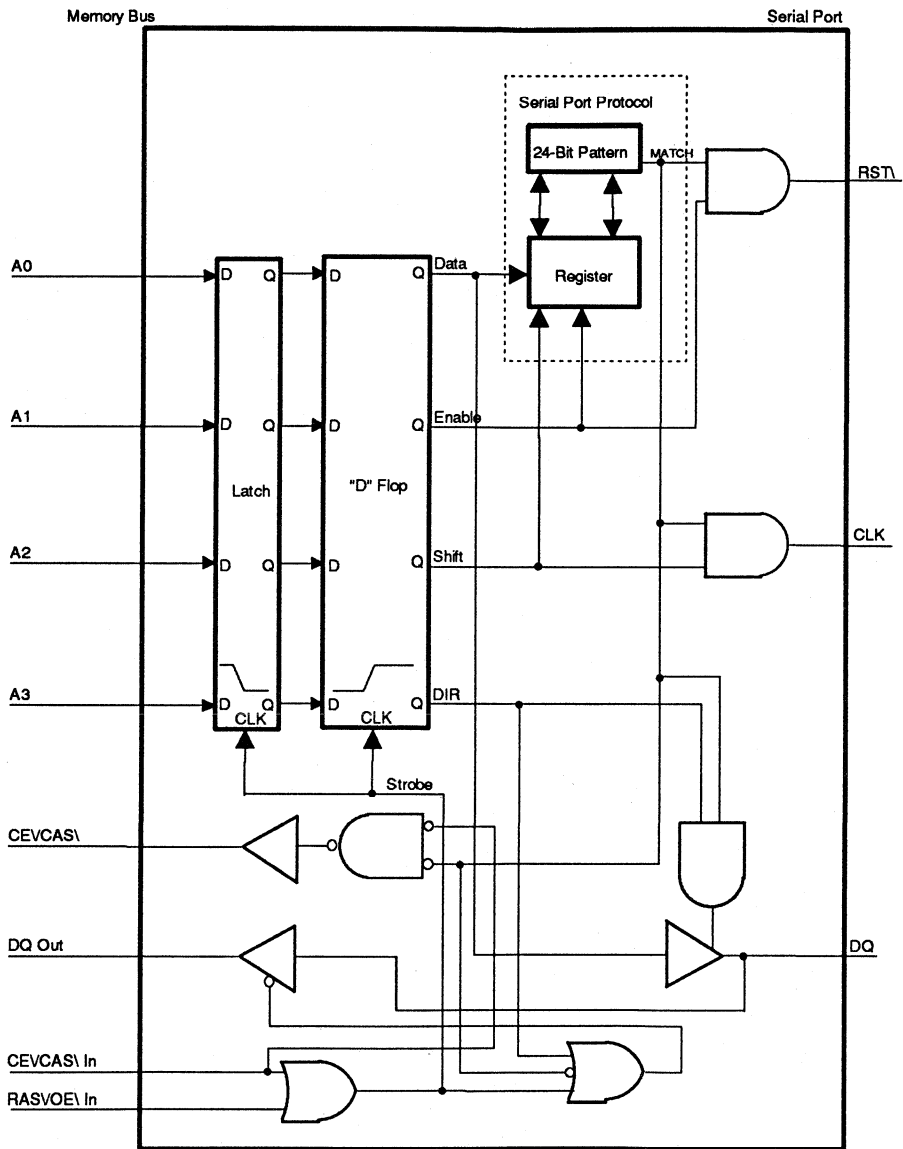 Memory Bus
Serial Port
Serial Port Protocol
24-Bit Pattern
MATCH
RST\
A0
D Q
D Q
Data
Register
A1
D Q
D Q
Enable
Latch
"D" Flop
CLK
A2
D Q
D Q
Shift
A3
D Q
D Q
DIR
CLK
CLK
Strobe
CEVCAS\
DQ Out
DQ
CEVCAS\ In
RASVOE\ In